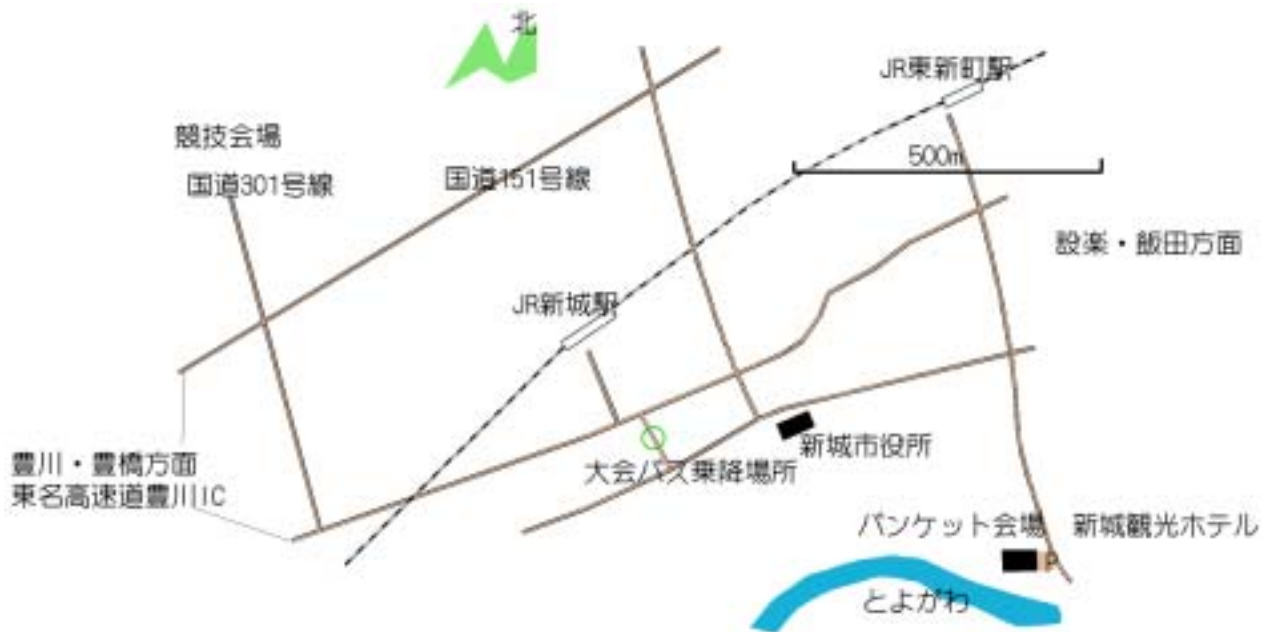 北
JR東新町駅
競技会場
500m
国道301号線
国道151号線
設楽・飯田方面
JR新城駅
新城市役所
豊川・豊橋方面
東名高速道豊川IC
大会バス乗降場所
バンケット会場 新城観光ホテル
P
とよがわ